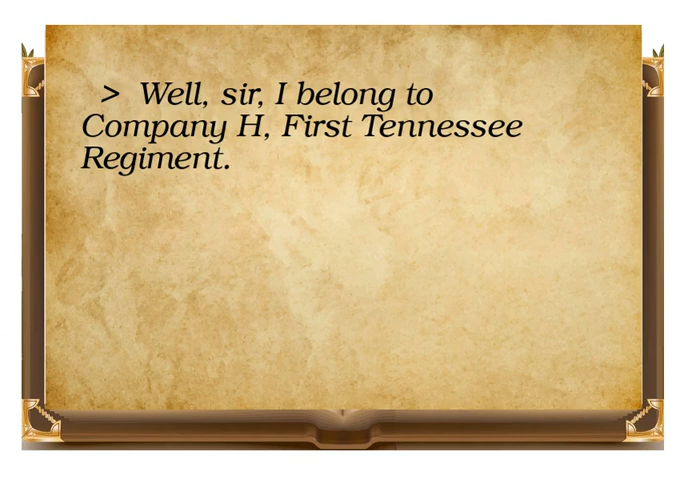 > Well, sir, I belong to
Company H, First Tennessee
Regiment.